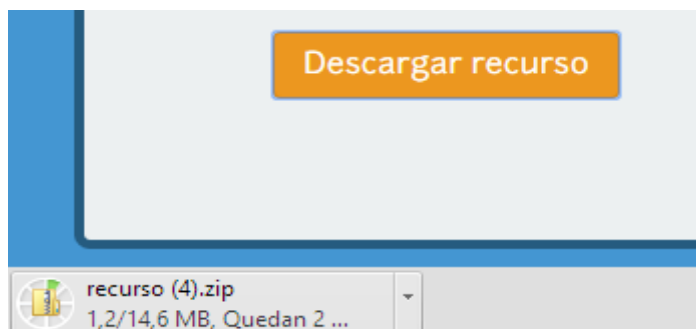 Descargar recurso
recurso (4).zip
1,2/14,6 MB, Quedan 2 ...